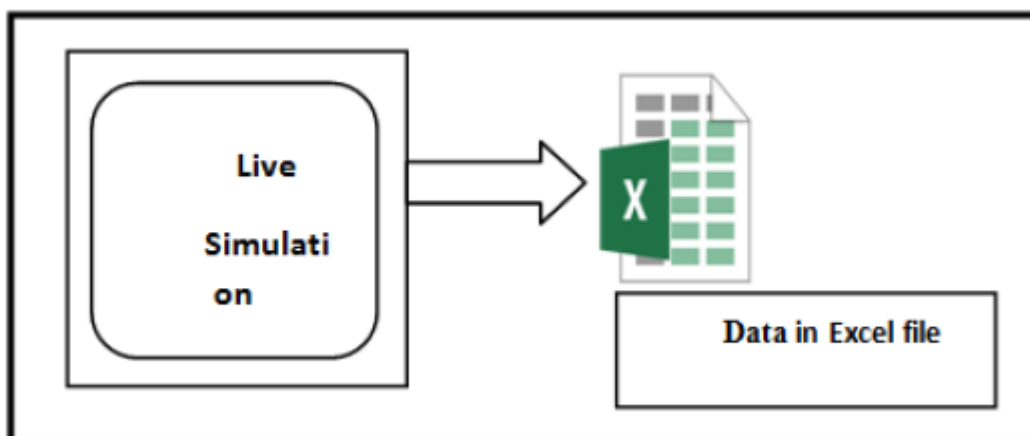 Live
Simulati
on
X
Data in Excel file